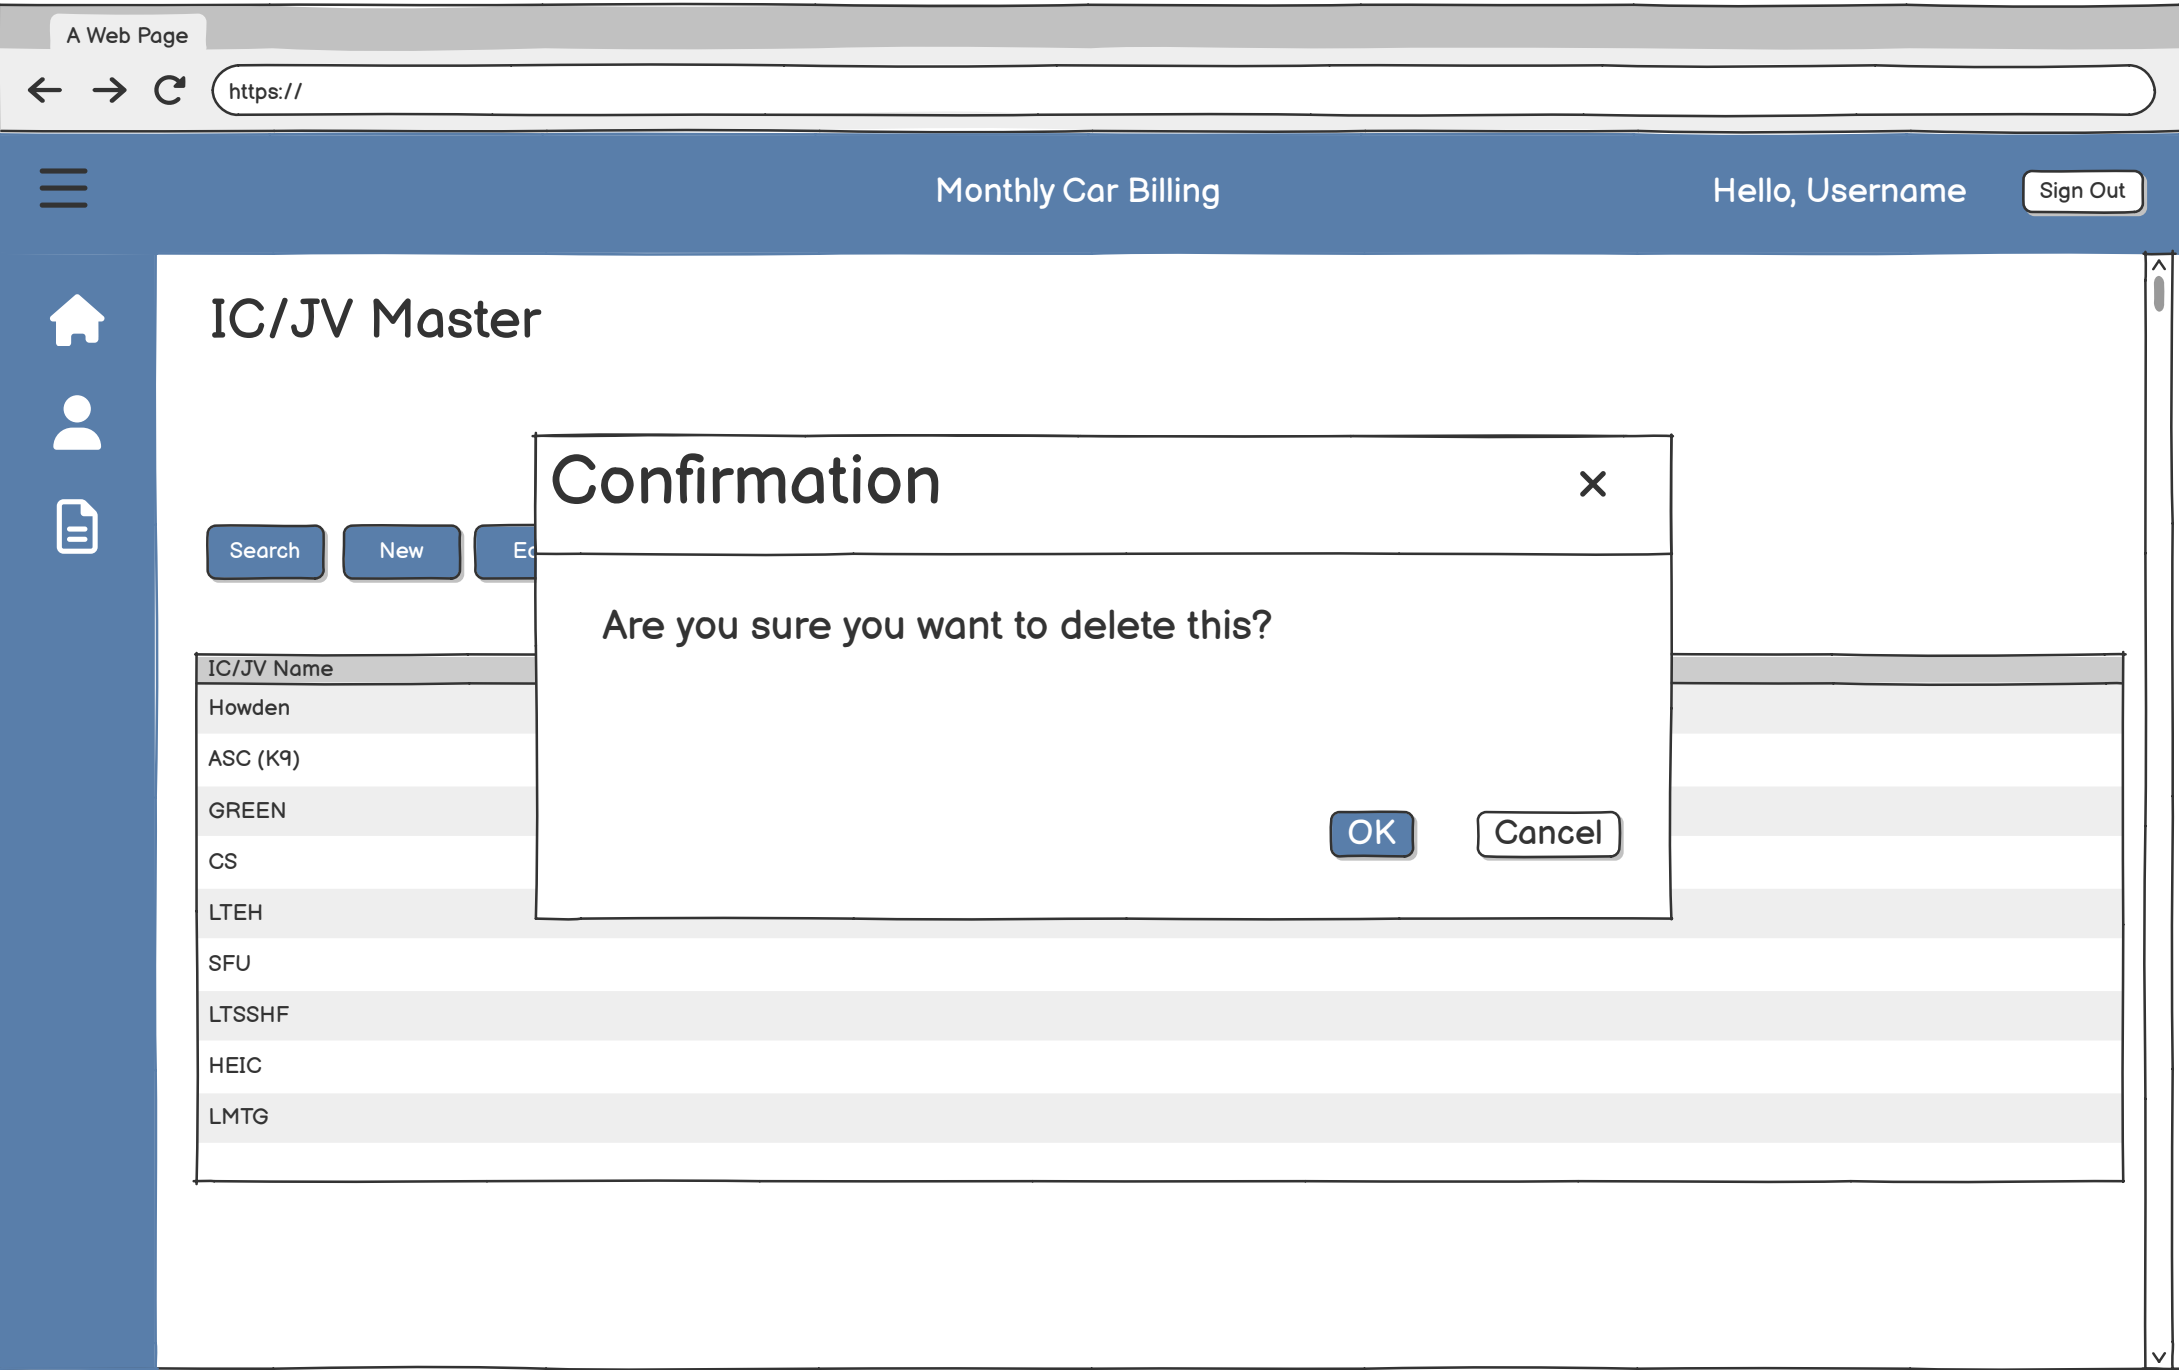 A Web Page
https://
Monthly Car Billing
Hello, Username
Sign Out
IC/JV Master
Confirmation
Search
New
Are you sure you want to delete this?
IC/JV Name
Howden
ASC (K9)
GREEN
CS
OK
Cancel
LTEH
SFU
LTSSHF
HEIC
LMTG